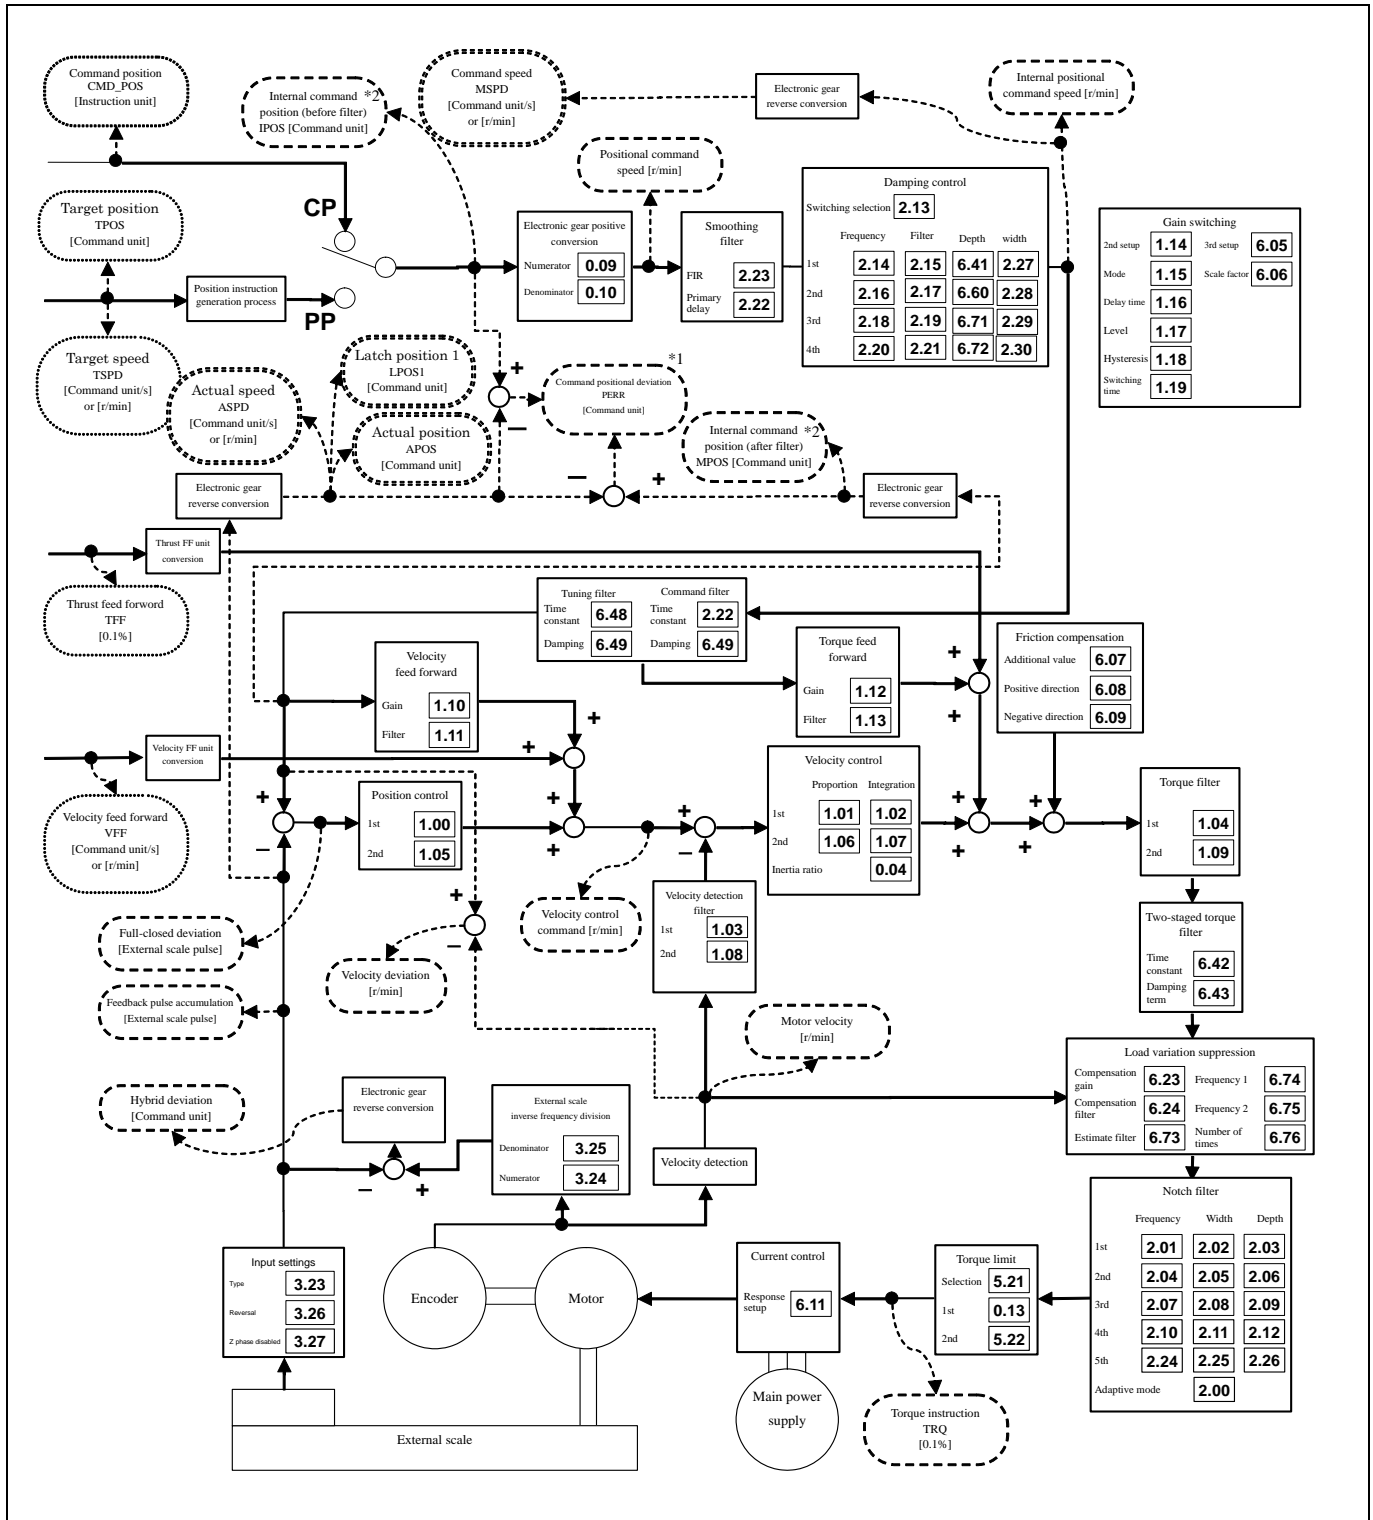 Command position
CMD_POS
[Instruction unit]
Internal command *2
position (before filter)
IPOS [Command unit]
Command speed
MSPD
[Command unit/s]
or [r/min]
Electronic gear
reverse conversion
Internal positional
command speed [r/min]
Positional command
speed [r/min]
Target position
TPOS
[Command unit]
CP
PP
Position instruction
generation process
Electronic gear positive
conversion
Numerator 0.09
Denominator 0.10
Smoothing
filter
FIR 2.23
Primary
delay 2.22
Damping control
Switching selection 2.13
Frequency Filter Depth width
1st 2.14 2.15 6.41 2.27
2nd 2.16 2.17 6.60 2.28
3rd 2.18 2.19 6.71 2.29
4th 2.20 2.21 6.72 2.30
Gain switching
2nd setup 1.14 3rd setup 6.05
Mode 1.15 Scale factor 6.06
Delay time 1.16
Level 1.17
Hysteresis 1.18
Switching
time 1.19
Target speed
TSPD
[Command unit/s]
or [r/min]
Actual speed
ASPD
[Command unit/s]
or [r/min]
Latch position 1
LPOS1
[Command unit]
Actual position
APOS
[Command unit]
+
−
*1
Command positional deviation
PERR
[Command unit]
Internal command *2
position (after filter)
MPOS [Command unit]
− +
Electronic gear
reverse conversion
Electronic gear
reverse conversion
Thrust FF unit
conversion
Thrust feed forword
TFF
[0.1%]
Tuning filter Command filter
Time
constant 6.48 Time
constant 2.22
Damping 6.49 Damping 6.49
Velocity
feed forward
Gain 1.10
Filter 1.11
Torque feed
forward
Gain 1.12
Filter 1.13
+
+
Friction compensation
Additional value 6.07
Positive direction 6.08
Negative direction 6.09
Velocity FF unit
conversion
+
+
Velocity feed forward
VFF
[Command unit/s]
or [r/min]
+
−
Position control
1st 1.00
2nd 1.05
+
+
+
−
Velocity control
Proportion Integration
1st 1.01 1.02
2nd 1.06 1.07
Inertia ratio 0.04
+
+
+
Torque filter
1st 1.04
2nd 1.09
Velocity detection
filter
1st 1.03
2nd 1.08
Velocity control
command [r/min]
+
−
Velocity deviation
[r/min]
Full-closed deviation
[External scale pulse]
Feedback pulse accumulation
[External scale pulse]
Two-staged torque
filter
Time
constant 6.42
Damping
term 6.43
Motor velocity
[r/min]
Load variation suppression
Compensation
gain 6.23 Frequency 1 6.74
Compensation
filter 6.24 Frequency 2 6.75
Estimate filter 6.73 Number of
times 6.76
Hybrid deviation
[Command unit]
Electronic gear
reverse conversion
− +
External scale
inverse frequency division
Denominator 3.25
Numerator 3.24
Velocity detection
Notch filter
Frequency Width Depth
1st 2.01 2.02 2.03
2nd 2.04 2.05 2.06
3rd 2.07 2.08 2.09
4th 2.10 2.11 2.12
5th 2.24 2.25 2.26
Adaptive mode 2.00
Input settings
Type 3.23
Reversal 3.26
Z phase disabled 3.27
Encoder
Motor
Current control
Response
setup 6.11
Torque limit
Selection 5.21
1st 0.13
2nd 5.22
Main power
supply
Torque instruction
TRQ
[0.1%]
External scale